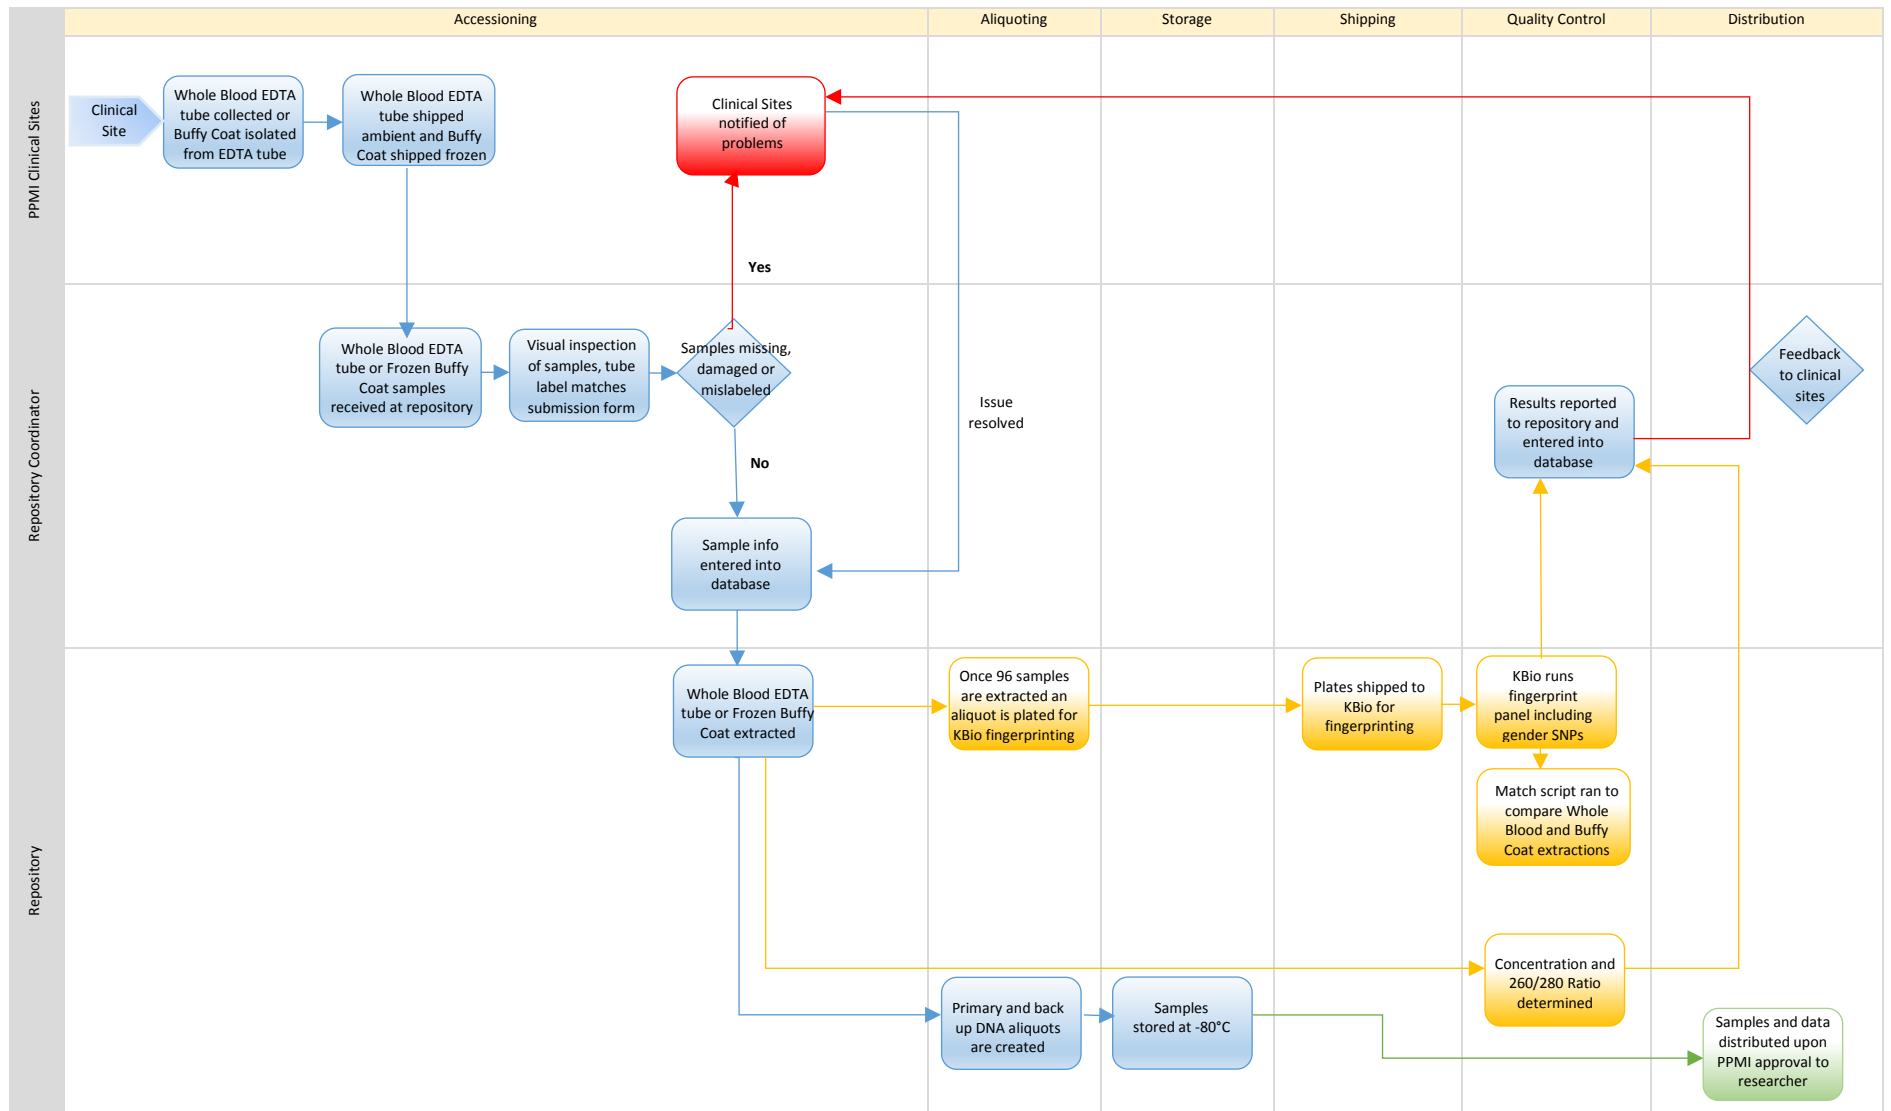 Accessioning
Aliquoting
Storage
Shipping
Quality Control
Distribution
PPMI Clinical Sites
Clinical
Site
Whole Blood EDTA
tube collected or
Buffy Coat isolated
from EDTA tube
Whole Blood EDTA
tube shipped
ambient and Buffy
Coat shipped frozen
Clinical Sites
notified of
problems
Yes
Repository Coordinator
Whole Blood EDTA
tube or Frozen Buffy
Coat samples
received at repository
Visual inspection
of samples, tube
label matches
submission form
Samples missing,
damaged or
mislabeled
No
Issue
resolved
Sample info
entered into
database
Results reported
to repository and
entered into
database
Feedback
to clinical
sites
Repository
Whole Blood EDTA
tube or Frozen Buffy
Coat extracted
Once 96 samples
are extracted an
aliquot is plated for
KBio fingerprinting
Plates shipped to
KBio for
fingerprinting
KBio runs
fingerprint
panel including
gender SNPs
Match script ran to
compare Whole
Blood and Buffy
Coat extractions
Concentration and
260/280 Ratio
determined
Primary and back
up DNA aliquots
are created
Samples
stored at -80°C
Samples and data
distributed upon
PPMI approval to
researcher